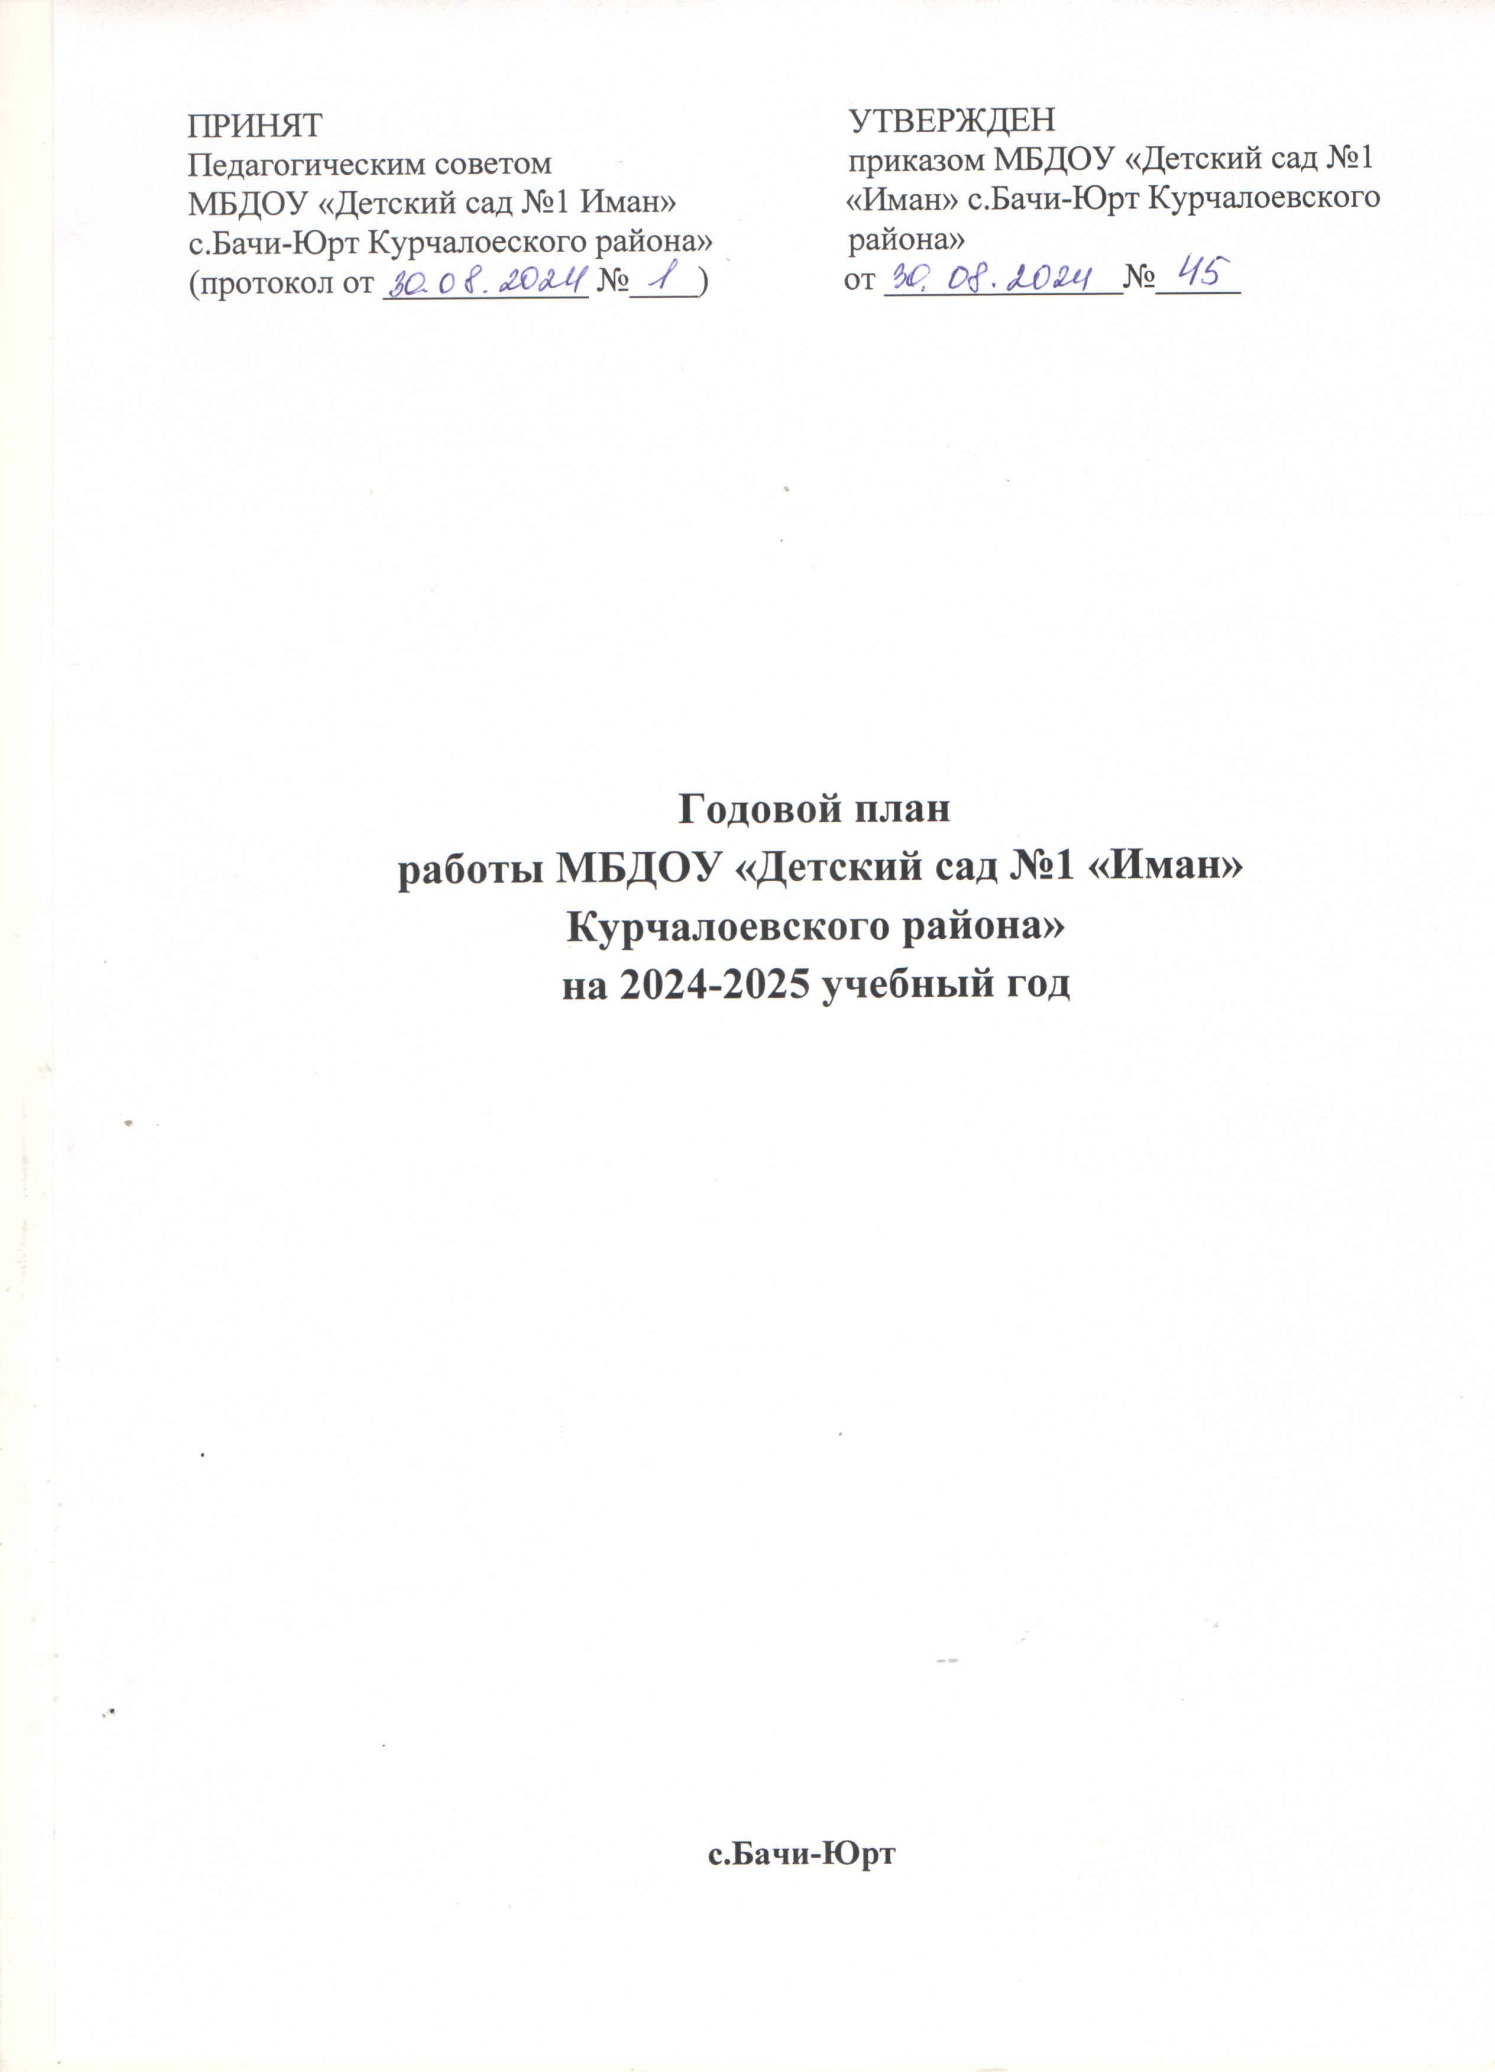 ПРИНЯТ
Педагогическим советом
МБДОУ «Детский сад №1 Иман»
с.Бачи-Юрт Курчалоеского района»
(протокол от 30.08.2024 № 1 )
УТВЕРЖДЕН
приказом МБДОУ «Детский сад №1
«Иман» с.Бачи-Юрт Курчалоевского
района»
от 30.08.2024 № 45
Годовой план
работы МБДОУ «Детский сад №1 «Иман»
Курчалоевского района»
на 2024-2025 учебный год
с.Бачи-Юрт